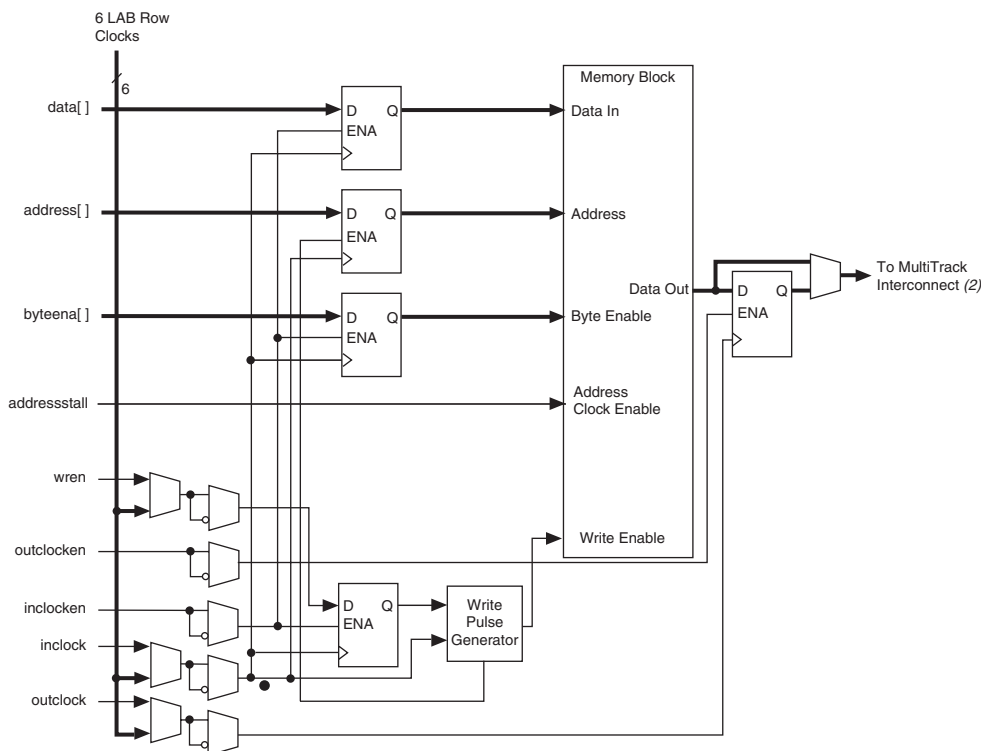 6 LAB Row
Clocks
6
data[ ]
D Q
ENA
Memory Block
Data In
address[ ]
D Q
ENA
Address
Data Out
D Q
ENA
To MultiTrack
Interconnect (2)
byteena[ ]
D Q
ENA
Byte Enable
addressstall
Address
Clock Enable
wren
Write Enable
outclocken
inclocken
D Q
ENA
Write
Pulse
Generator
inclock
outclock